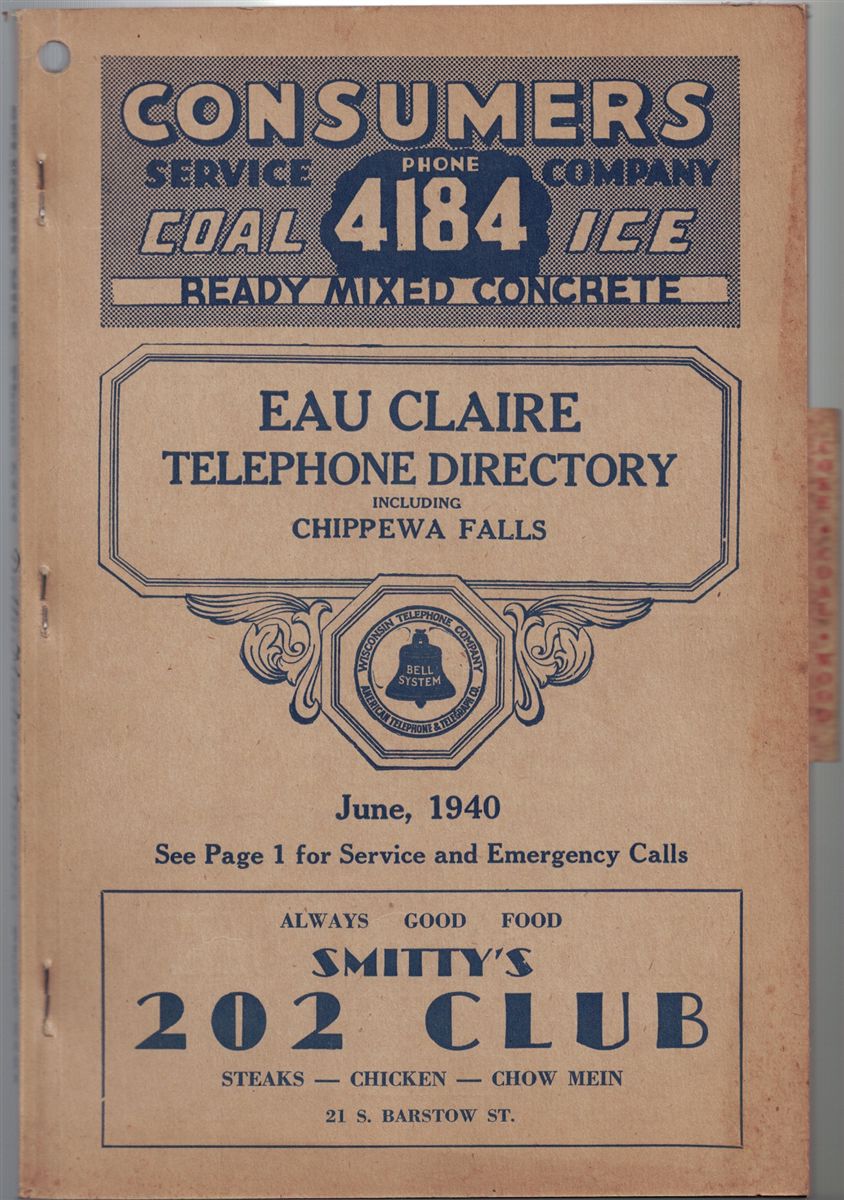 CONSUMERS
SERVICE PHONE COMPANY
COAL 4184 ICE
READY MIXED CONCRETE
EAU CLAIRE
TELEPHONE DIRECTORY
INCLUDING
CHIPPEWA FALLS
WISCONSIN TELEPHONE COMPANY
BELL
SYSTEM
AMERICAN TELEPHONE & TELEGRAPH CO.
June, 1940
See Page 1 for Service and Emergency Calls
ALWAYS GOOD FOOD
SMITTY'S
202 CLUB
STEAKS — CHICKEN — CHOW MEIN
21 S. BARSTOW ST.